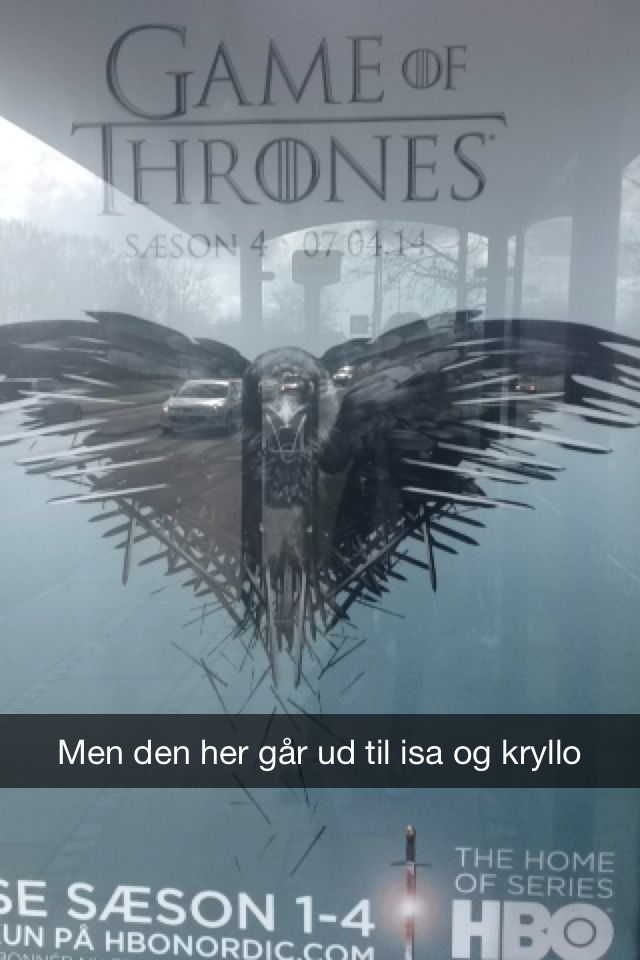 GAME OF
THRONES®
SÆSON 4 · 07.04.14
Men den her går ud til isa og kryllo
THE HOME
OF SERIES
HBO®
SE SÆSON 1-4
KUN PÅ HBONORDIC.COM